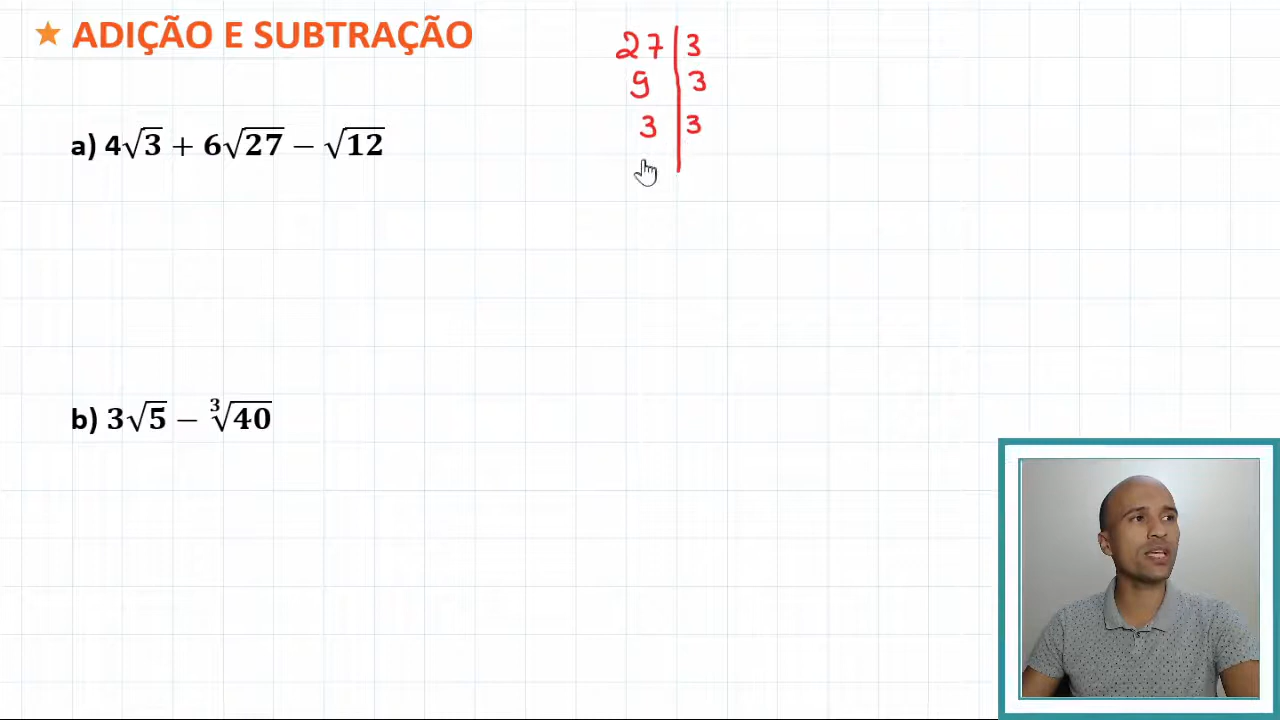 ★ ADIÇÃO E SUBTRAÇÃO
27 | 3
9 | 3
3 | 3
a) 4√3 + 6√27 − √12
b) 3√5 − ∛40